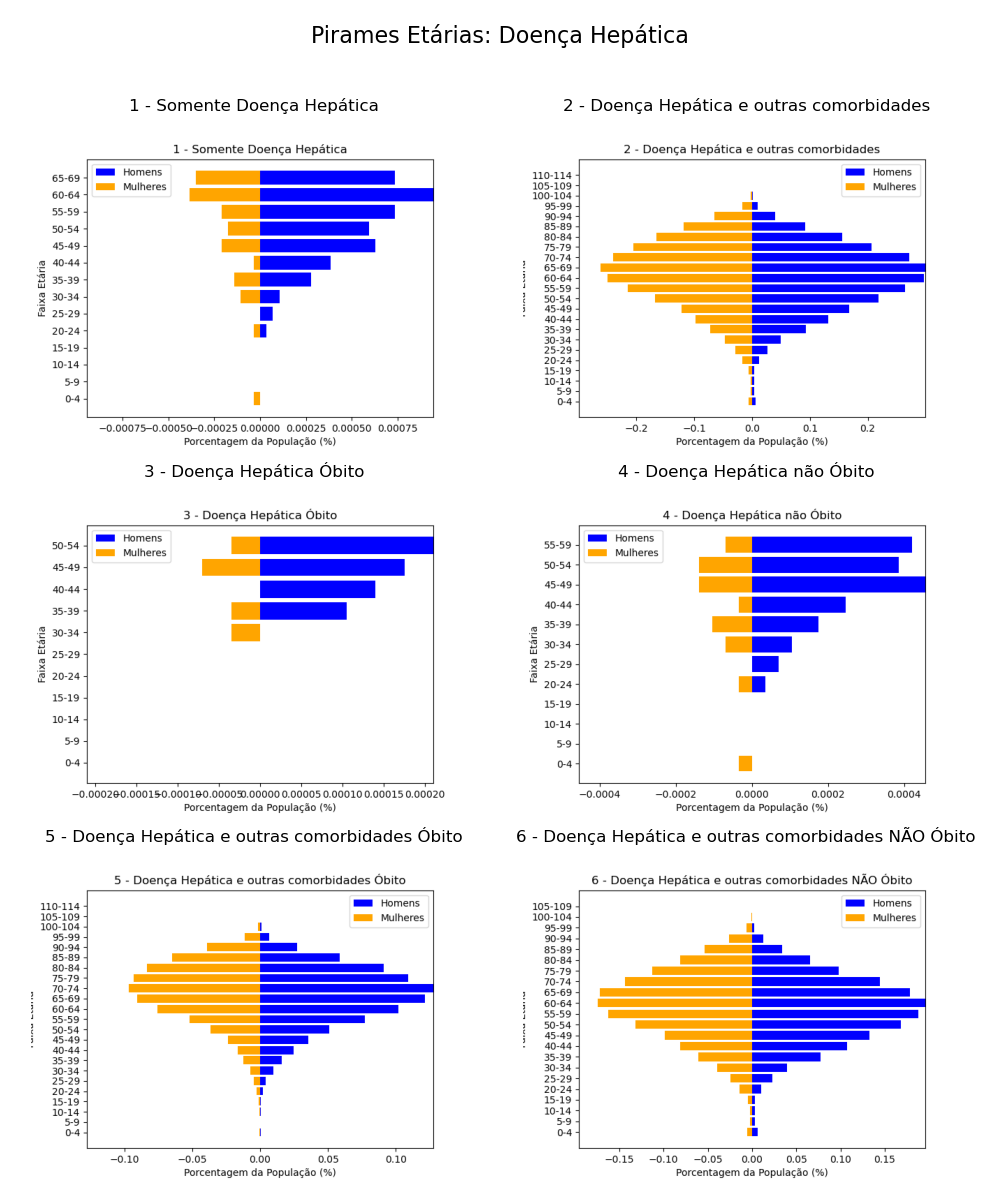 Pirames Etárias: Doença Hepática
1 - Somente Doença Hepática
2 - Doença Hepática e outras comorbidades
1 - Somente Doença Hepática
Homens
Mulheres
65-69
60-64
55-59
50-54
45-49
40-44
35-39
30-34
25-29
20-24
15-19
10-14
5-9
0-4
Faixa Etária
−0.00075−0.00050−0.00025 0.00000 0.00025 0.00050 0.00075
Porcentagem da População (%)
2 - Doença Hepática e outras comorbidades
Homens
Mulheres
110-114
105-109
100-104
95-99
90-94
85-89
80-84
75-79
70-74
65-69
60-64
55-59
50-54
45-49
40-44
35-39
30-34
25-29
20-24
15-19
10-14
5-9
0-4
−0.2 −0.1 0.0 0.1 0.2
Porcentagem da População (%)
3 - Doença Hepática Óbito
4 - Doença Hepática não Óbito
3 - Doença Hepática Óbito
Homens
Mulheres
50-54
45-49
40-44
35-39
30-34
25-29
20-24
15-19
10-14
5-9
0-4
Faixa Etária
−0.00020−0.00015−0.00010−0.00005 0.00000 0.00005 0.00010 0.00015 0.00020
Porcentagem da População (%)
4 - Doença Hepática não Óbito
Homens
Mulheres
55-59
50-54
45-49
40-44
35-39
30-34
25-29
20-24
15-19
10-14
5-9
0-4
Faixa Etária
−0.0004 −0.0002 0.0000 0.0002 0.0004
Porcentagem da População (%)
5 - Doença Hepática e outras comorbidades Óbito
6 - Doença Hepática e outras comorbidades NÃO Óbito
5 - Doença Hepática e outras comorbidades Óbito
Homens
Mulheres
110-114
105-109
100-104
95-99
90-94
85-89
80-84
75-79
70-74
65-69
60-64
55-59
50-54
45-49
40-44
35-39
30-34
25-29
20-24
15-19
10-14
5-9
0-4
−0.10 −0.05 0.00 0.05 0.10
Porcentagem da População (%)
6 - Doença Hepática e outras comorbidades NÃO Óbito
Homens
Mulheres
105-109
100-104
95-99
90-94
85-89
80-84
75-79
70-74
65-69
60-64
55-59
50-54
45-49
40-44
35-39
30-34
25-29
20-24
15-19
10-14
5-9
0-4
−0.15 −0.10 −0.05 0.00 0.05 0.10 0.15
Porcentagem da População (%)